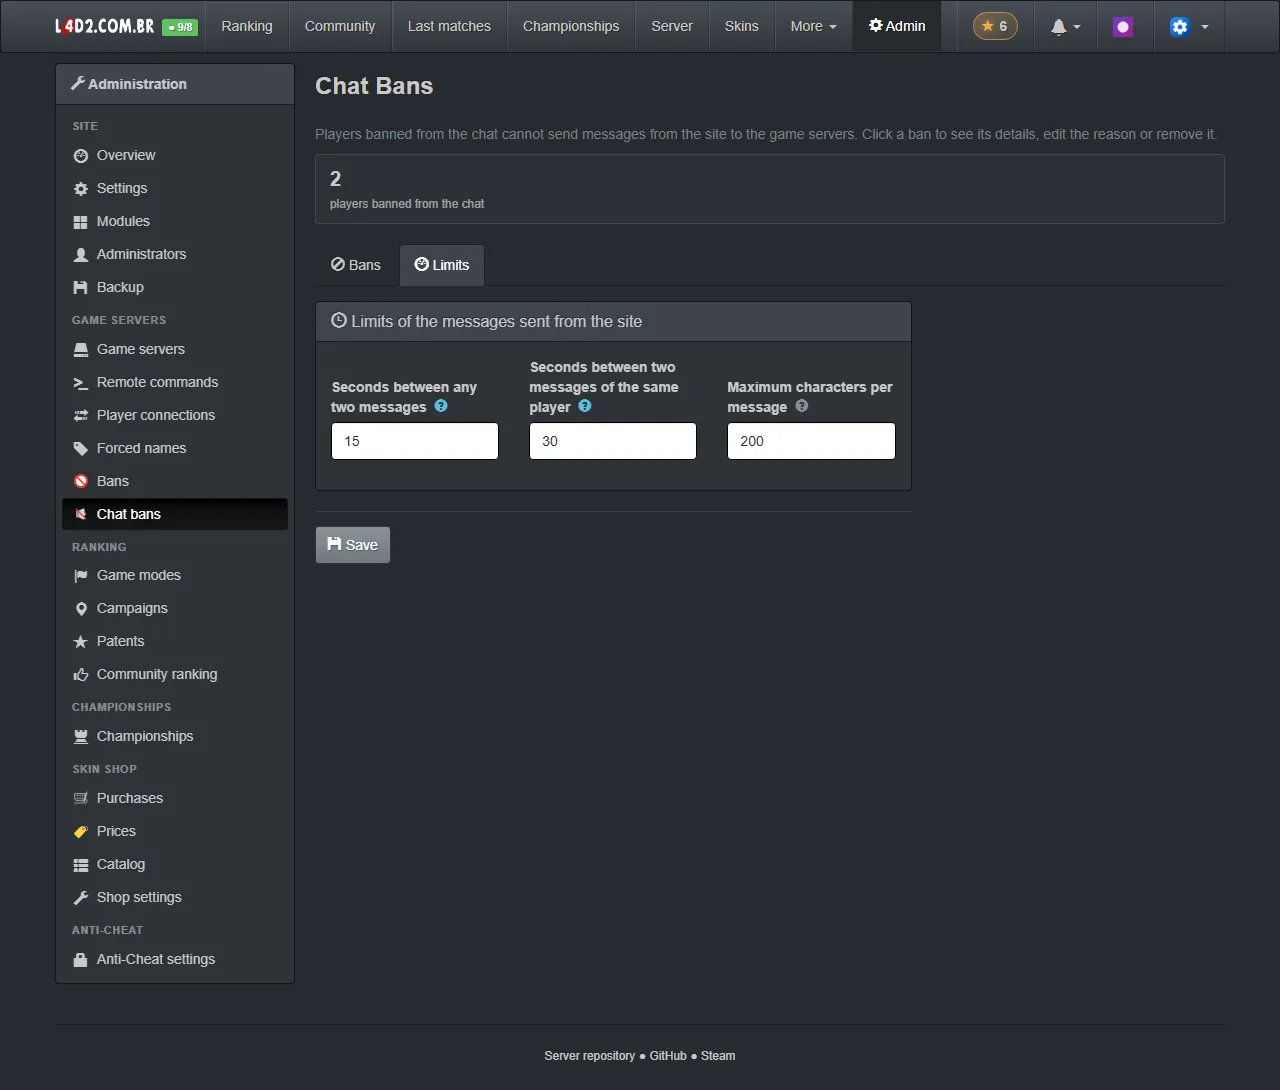 L4D2.COM.BR ● 9/8 Ranking Community Last matches Championships Server Skins More Admin ★ 6
Administration
SITE
Overview
Settings
Modules
Administrators
Backup
GAME SERVERS
Game servers
Remote commands
Player connections
Forced names
Bans
Chat bans
RANKING
Game modes
Campaigns
Patents
Community ranking
CHAMPIONSHIPS
Championships
SKIN SHOP
Purchases
Prices
Catalog
Shop settings
ANTI-CHEAT
Anti-Cheat settings
Chat Bans
Players banned from the chat cannot send messages from the site to the game servers. Click a ban to see its details, edit the reason or remove it.
2
players banned from the chat
Bans Limits
Limits of the messages sent from the site
Seconds between any
two messages ?
15
Seconds between two
messages of the same
player ?
30
Maximum characters per
message ?
200
Save
Server repository ● GitHub ● Steam